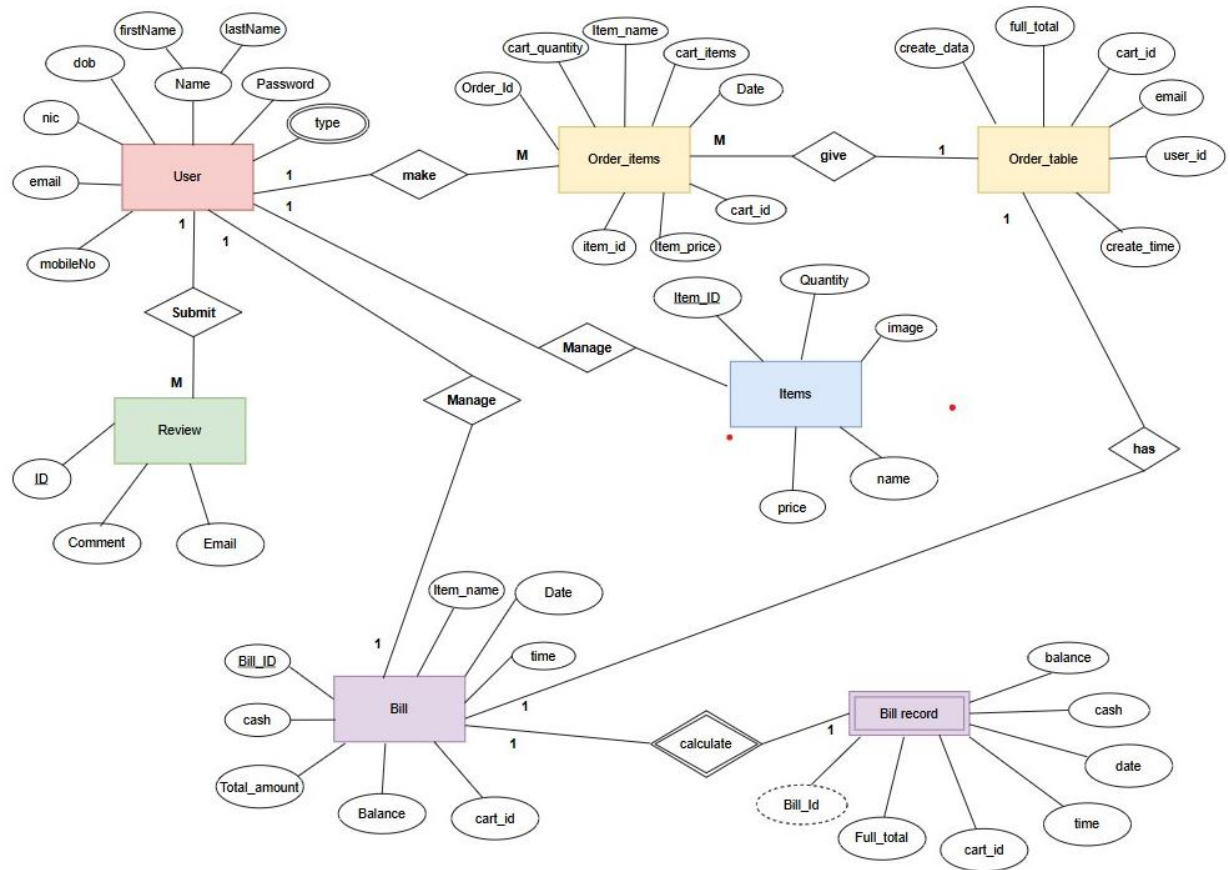 firstName
lastName
dob
Name
Password
nic
type
User
email
mobileNo
1
1
1
1
make
M
Order_Id
cart_quantity
Item_name
cart_items
Date
Order_items
item_id
Item_price
cart_id
M
give
1
create_data
full_total
cart_id
email
user_id
Order_table
create_time
1
Submit
M
Review
ID
Comment
Email
Manage
Manage
Item_ID
Quantity
image
Items
price
name
has
1
Item_name
Date
Bill_ID
time
Bill
cash
Total_amount
Balance
cart_id
1
1
calculate
1
Bill record
balance
cash
date
time
cart_id
Full_total
Bill_Id